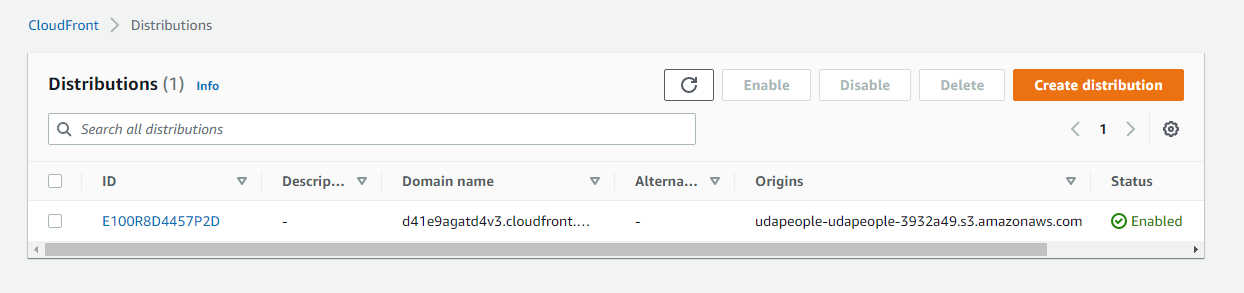 CloudFront > Distributions
Distributions (1) Info Enable Disable Delete Create distribution
Search all distributions 1
ID Descrip... Domain name Alterna... Origins Status
E100R8D4457P2D - d41e9agatd4v3.cloudfront.... - udapeople-udapeople-3932a49.s3.amazonaws.com Enabled